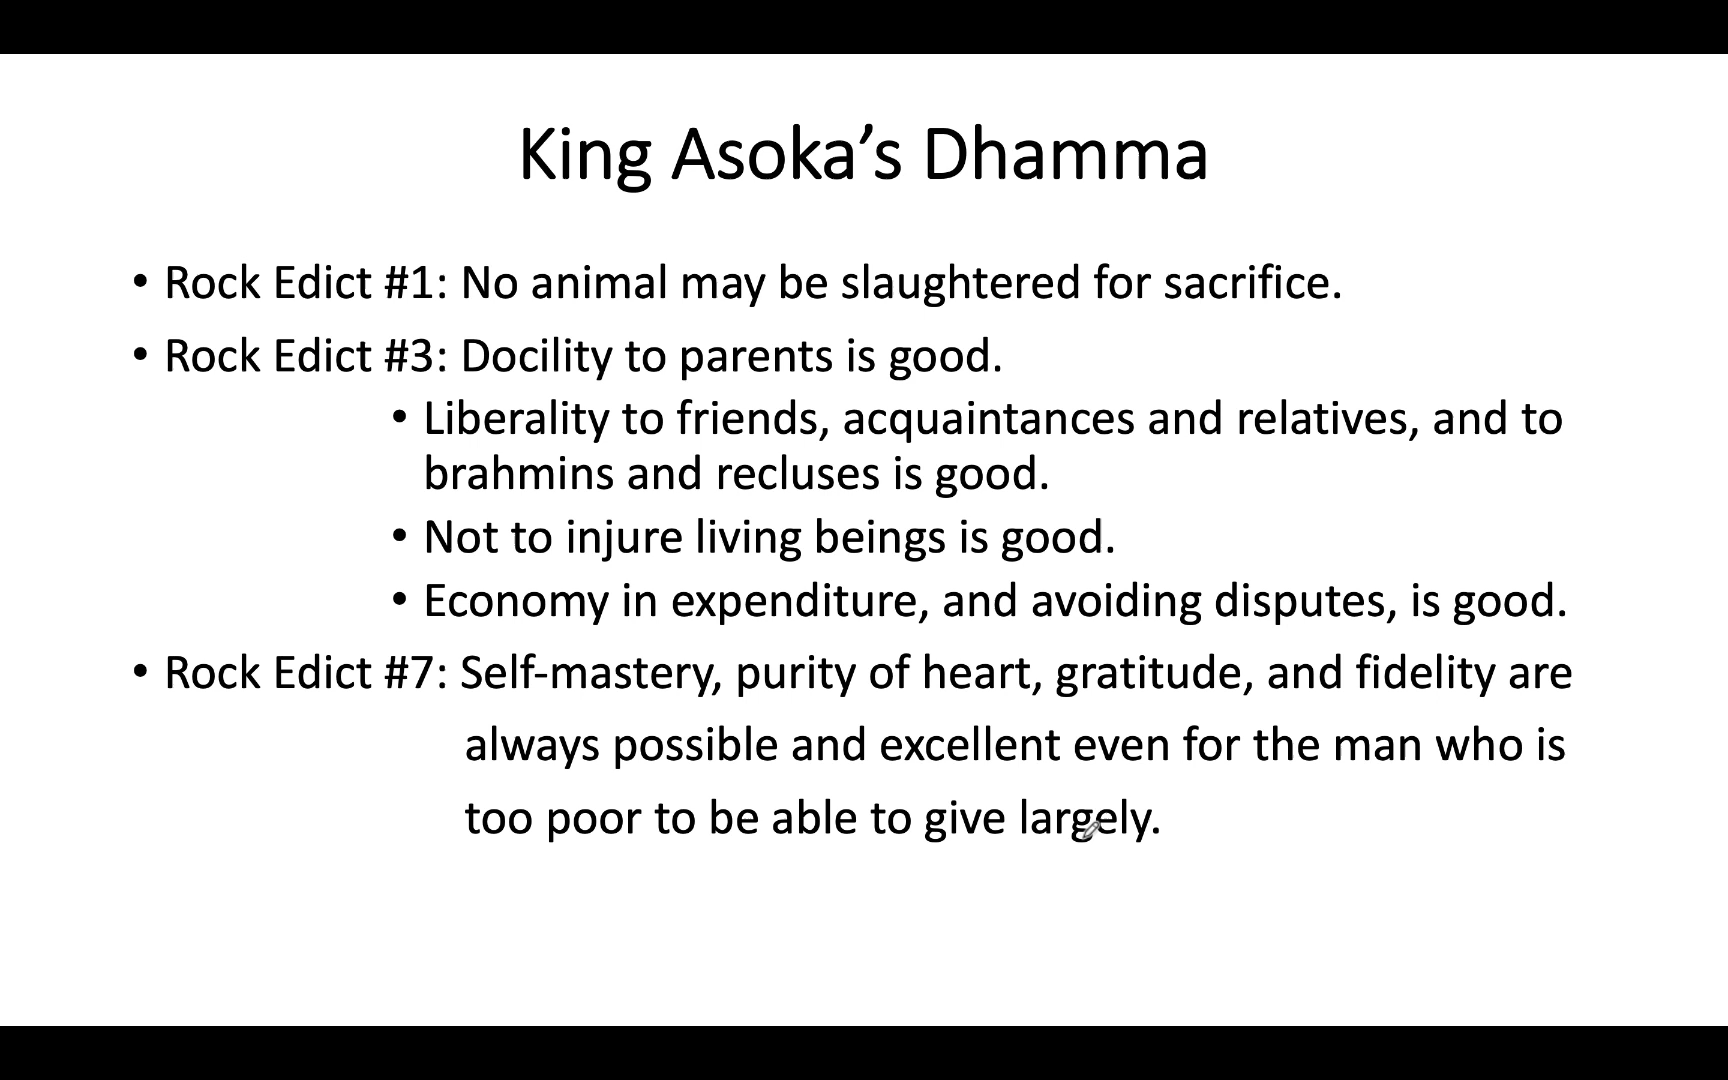 King Asoka’s Dhamma
• Rock Edict #1: No animal may be slaughtered for sacrifice.
• Rock Edict #3: Docility to parents is good.
• Liberality to friends, acquaintances and relatives, and to
brahmins and recluses is good.
• Not to injure living beings is good.
• Economy in expenditure, and avoiding disputes, is good.
• Rock Edict #7: Self-mastery, purity of heart, gratitude, and fidelity are
always possible and excellent even for the man who is
too poor to be able to give largely.